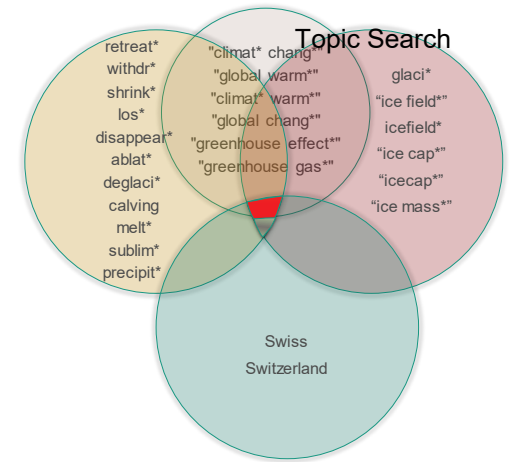 Topic Search
retreat*
withdr*
shrink*
los*
disappear*
ablat*
deglaci*
calving
melt*
sublim*
precipit*
"climat* chang*"
"global warm*"
"climat* warm*"
"global chang*"
"greenhouse effect*"
"greenhouse gas*"
glaci*
“ice field*”
icefield*
“ice cap*”
“icecap*”
“ice mass*”
Swiss
Switzerland